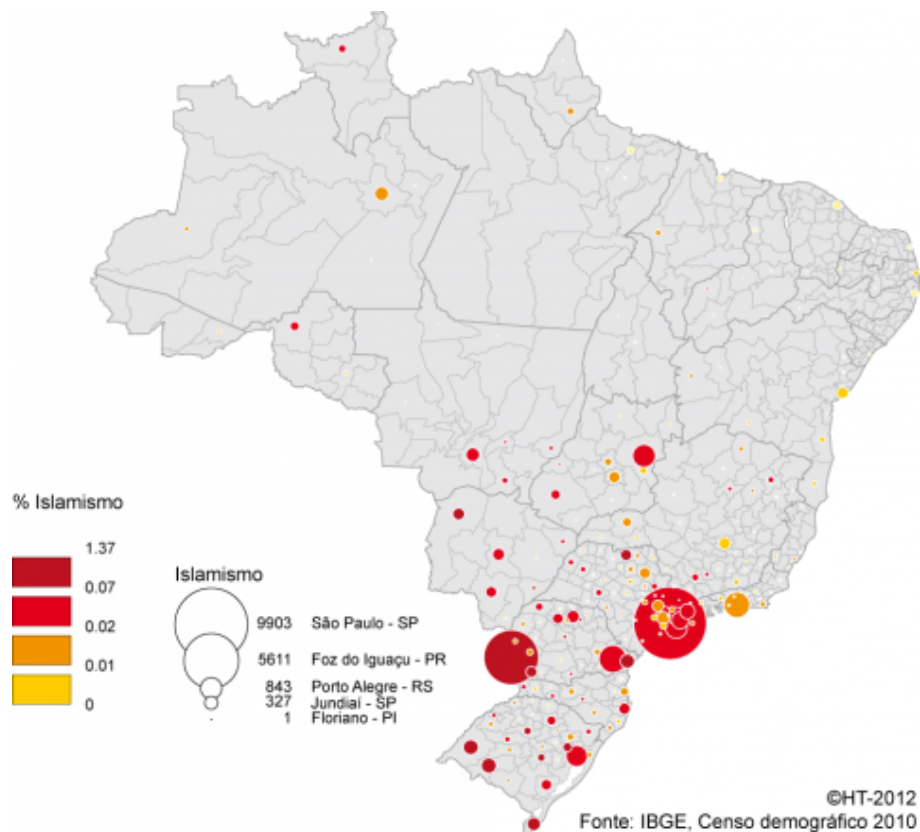 % Islamismo
1.37
0.07
0.02
0.01
0
Islamismo
9903 São Paulo - SP
5611 Foz do Iguaçu - PR
843 Porto Alegre - RS
327 Jundiaí - SP
1 Floriano - PI
©HT-2012
Fonte: IBGE, Censo demográfico 2010